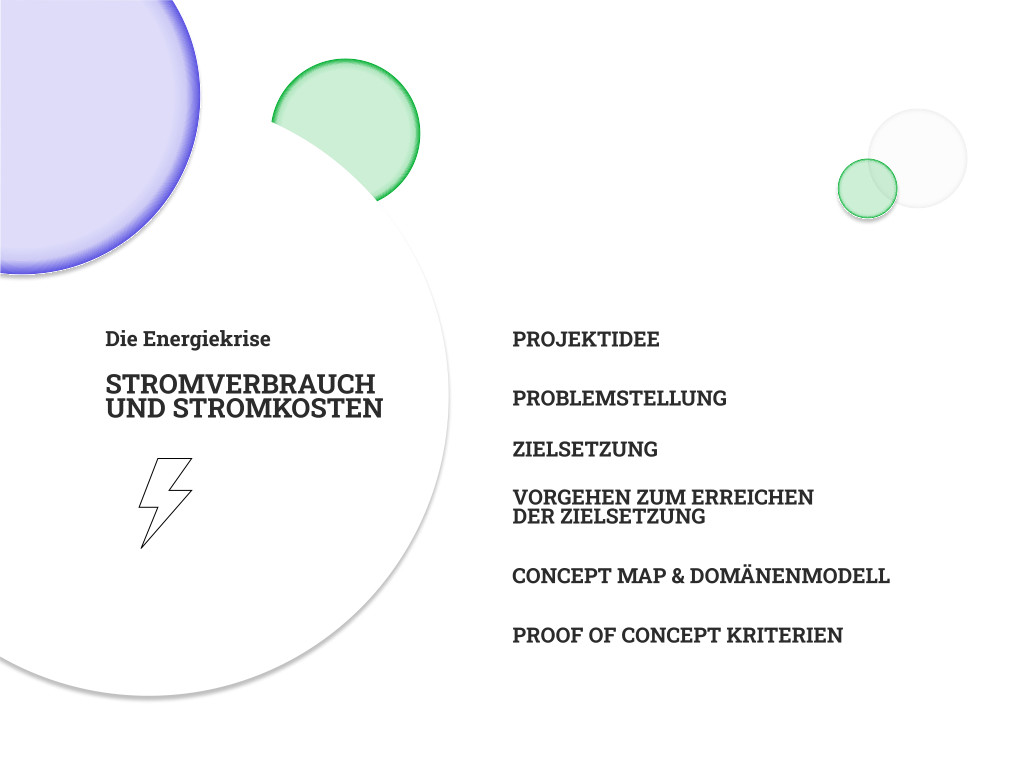 Die Energiekrise
STROMVERBRAUCH
UND STROMKOSTEN
PROJEKTIDEE
PROBLEMSTELLUNG
ZIELSETZUNG
VORGEHEN ZUM ERREICHEN
DER ZIELSETZUNG
CONCEPT MAP & DOMÄNENMODELL
PROOF OF CONCEPT KRITERIEN